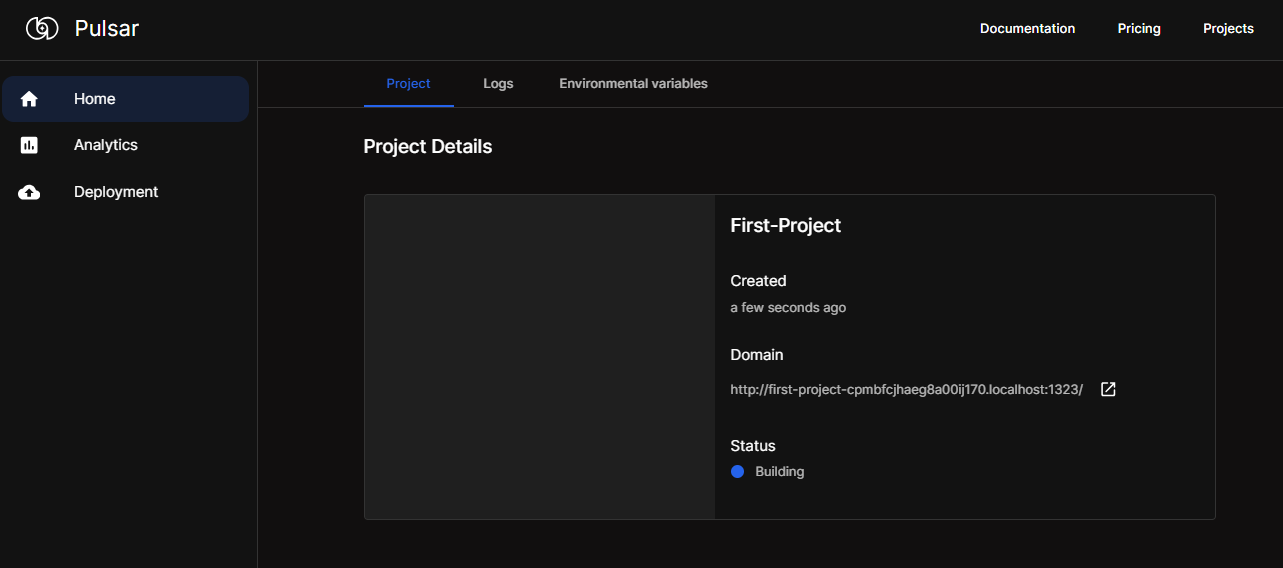 Pulsar
Documentation Pricing Projects
Home
Analytics
Deployment
Project Logs Environmental variables
Project Details
First-Project
Created
a few seconds ago
Domain
http://first-project-cpmbfcjhaeg8a00ij170.localhost:1323/
Status
Building